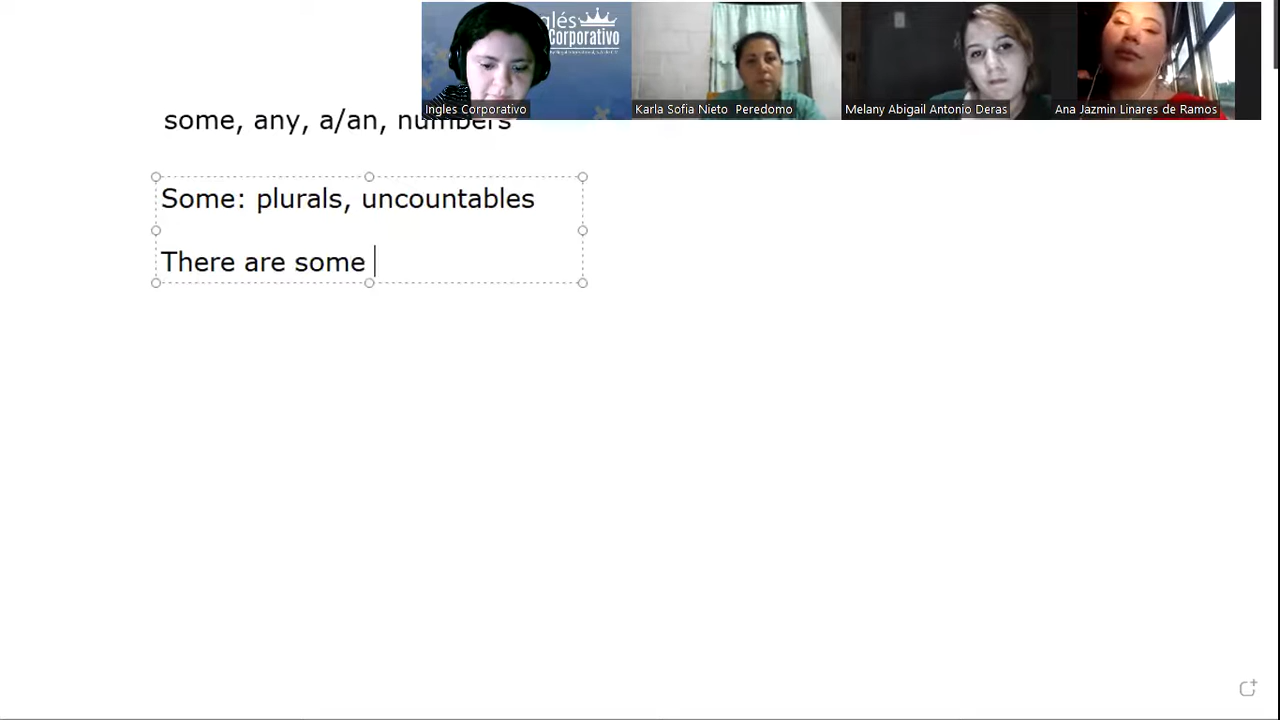 glés
Corporativo
Ingles Corporativo
Karla Sofia Nieto Peredomo
Melany Abigail Antonio Deras
Ana Jazmin Linares de Ramos
some, any, a/an, numbers
Some: plurals, uncountables
There are some